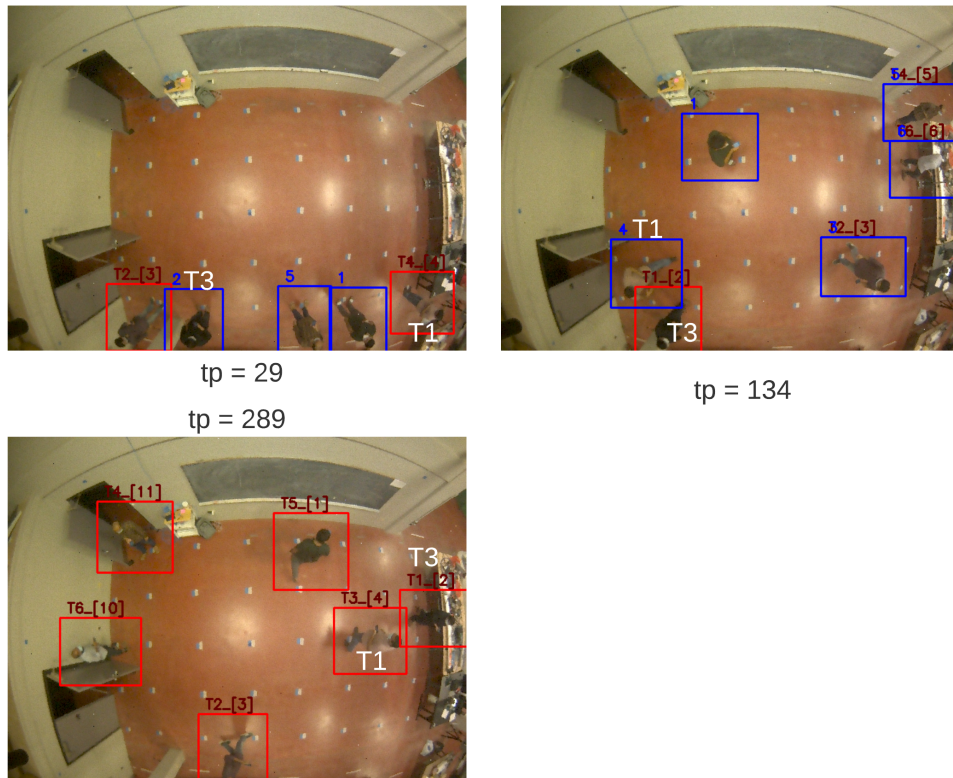 T2_[3]
2
T3
5
1
T4_[4]
T1
tp = 29
1
T4_[5]
6_[6]
4
T1
2_[3]
T1_[2]
T3
tp = 134
tp = 289
T4_[11]
T5_[1]
T3
T1_[2]
T3_[4]
T6_[10]
T1
T2_[3]